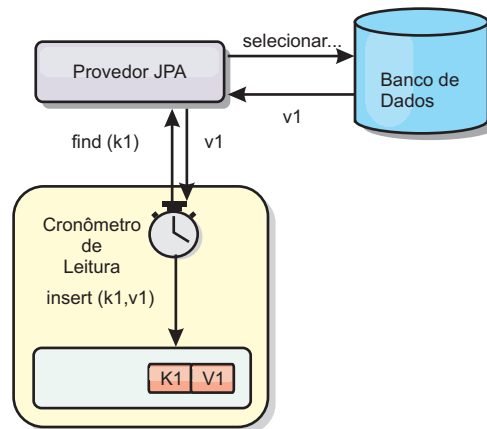 selecionar...
Provedor JPA
Banco de
Dados
v1
find (k1)
v1
Cronômetro
de
Leitura
insert (k1,v1)
K1
V1